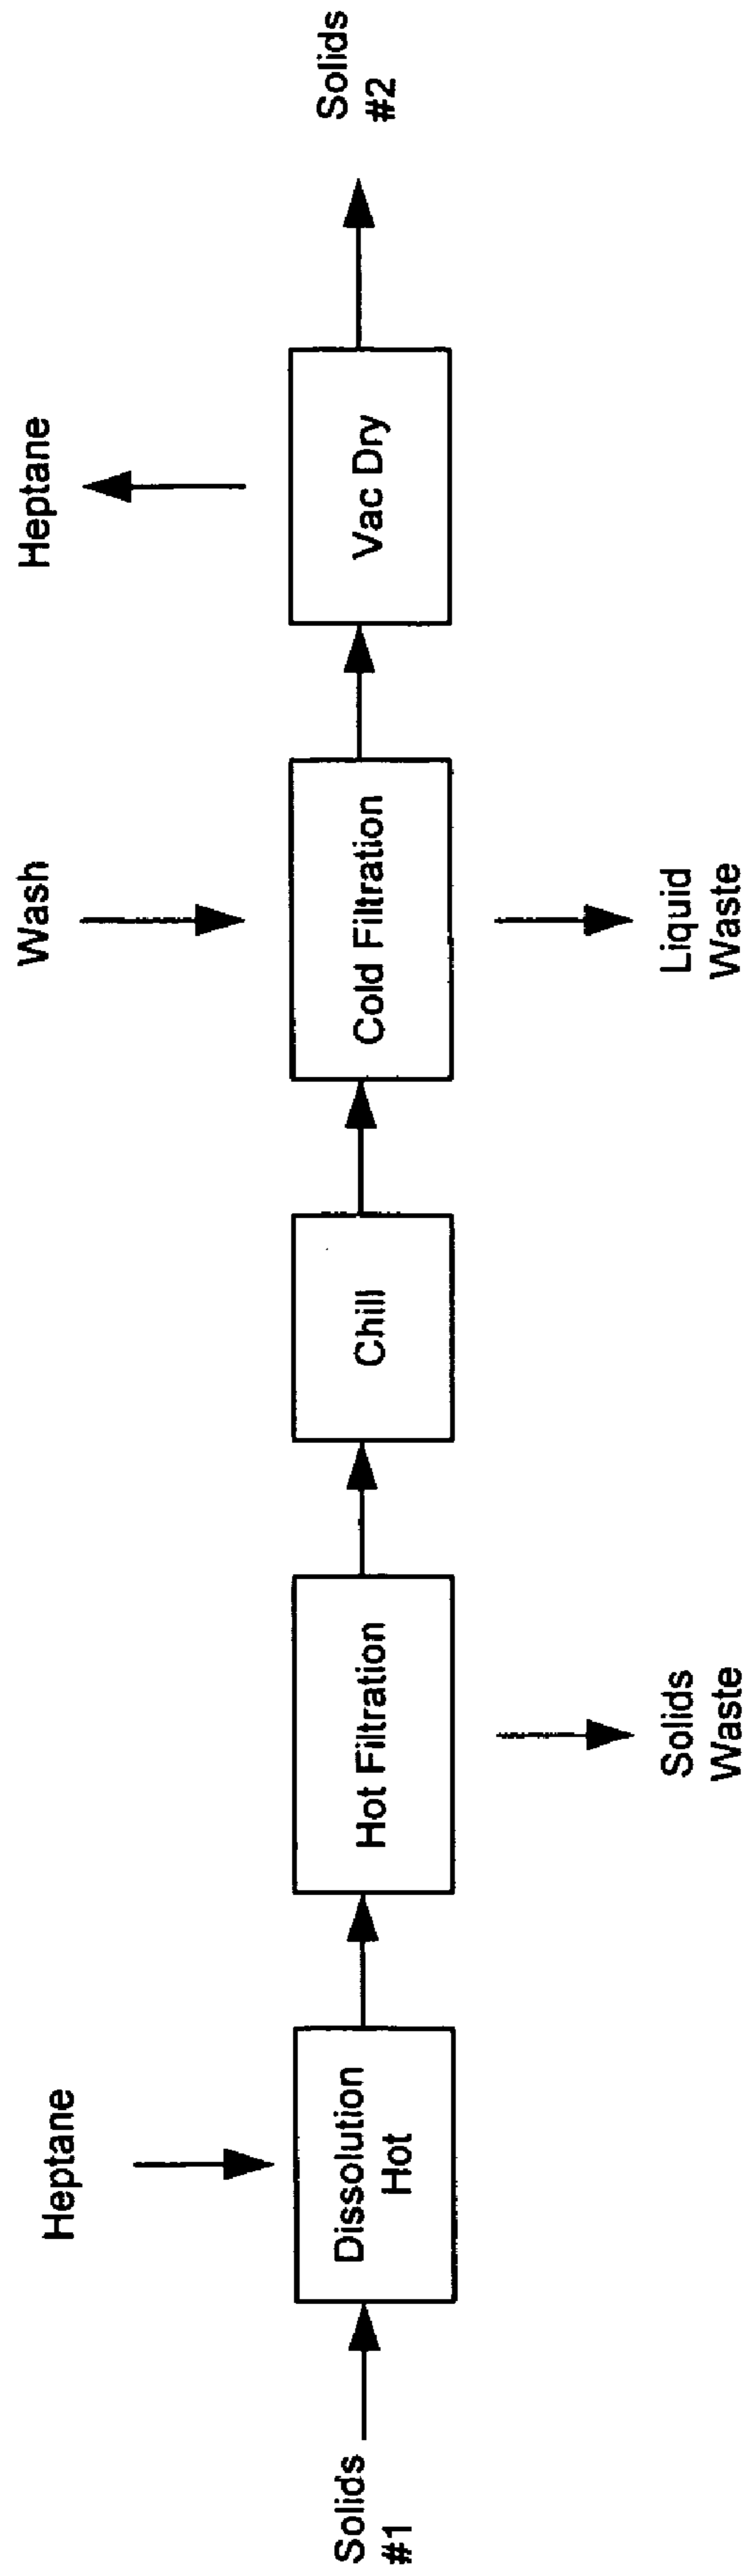 Heptane
Wash
Heptane
Solids
#1
Dissolution
Hot
Hot Filtration
Chill
Cold Filtration
Vac Dry
Solids
#2
Solids
Waste
Liquid
Waste